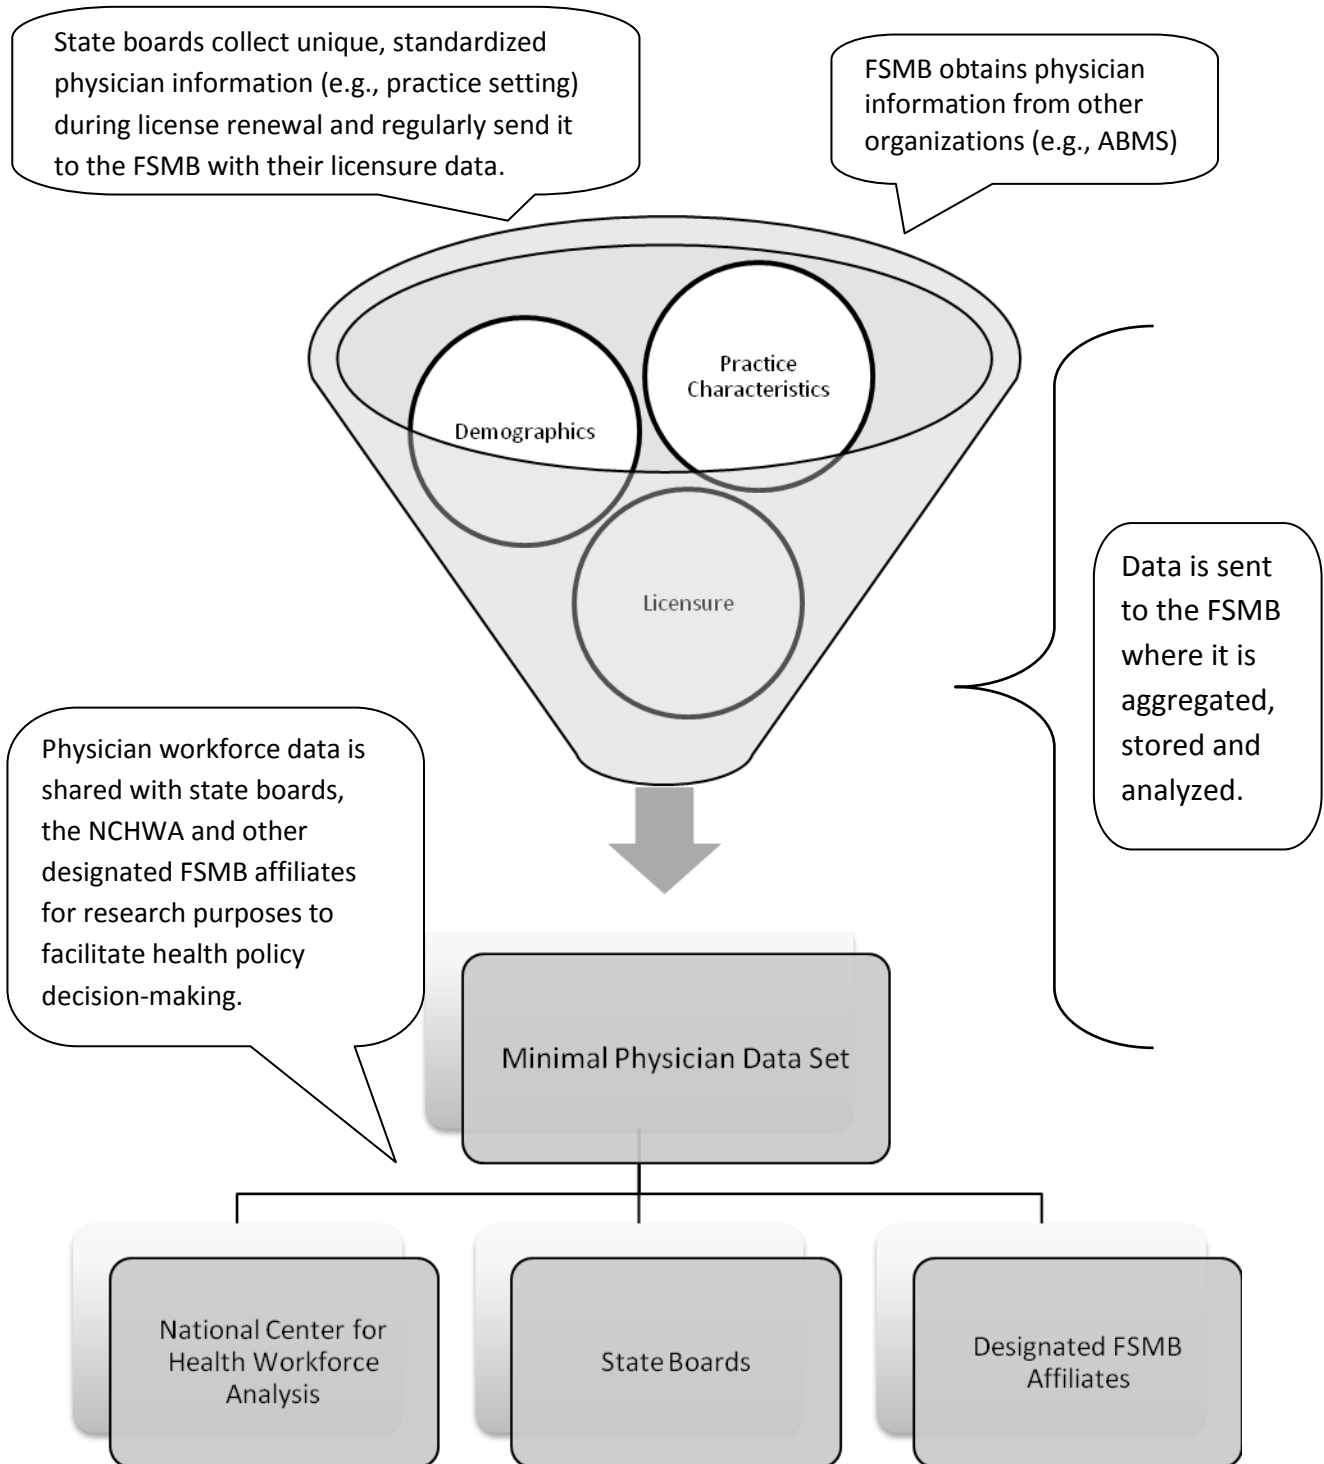 State boards collect unique, standardized
physician information (e.g., practice setting)
during license renewal and regularly send it
to the FSMB with their licensure data.
FSMB obtains physician
information from other
organizations (e.g., ABMS)
Practice
Characteristics
Demographics
Licensure
Data is sent
to the FSMB
where it is
aggregated,
stored and
analyzed.
Physician workforce data is
shared with state boards,
the NCHWA and other
designated FSMB affiliates
for research purposes to
facilitate health policy
decision-making.
Minimal Physician Data Set
National Center for
Health Workforce
Analysis
State Boards
Designated FSMB
Affiliates